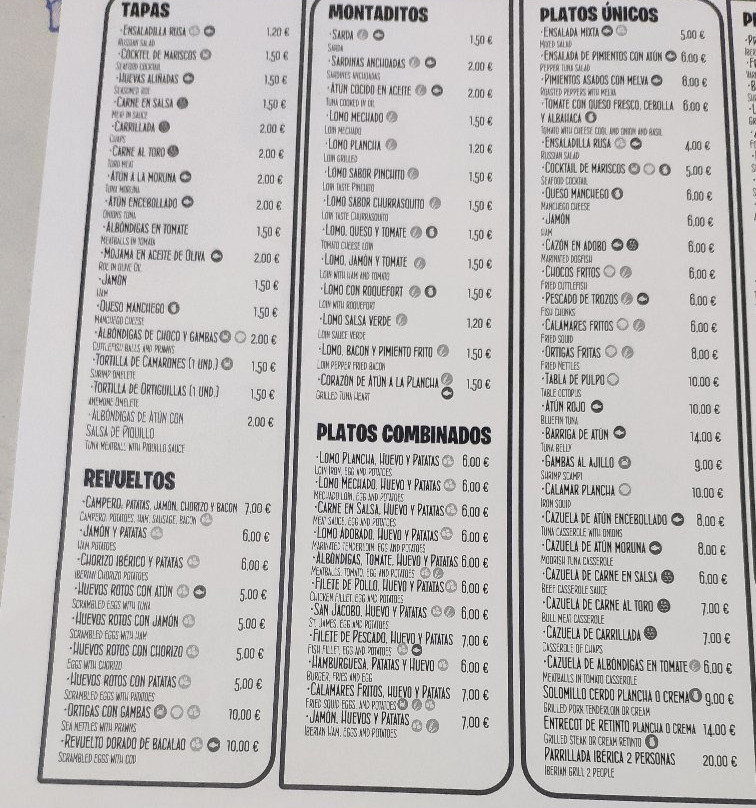 TAPAS
·ENSALADILLA RUSA 1,20 €
RUSSIAN SALAD
·COCKTEL DE MARISCOS 1,50 €
SEAFOOD COCKTAIL
·HUEVAS ALIÑADAS 1,50 €
SEASONED ROE
·CARNE EN SALSA 1,50 €
MEAT IN SAUCE
·CARRILLADA 2,00 €
CHAPS
·CARNE AL TORO 2,00 €
TORO MEAT
·ATÚN A LA MORUNA 2,00 €
TUNA MORUNA
·ATÚN ENCEBOLLADO 2,00 €
ONIONS TUNA
·ALBÓNDIGAS EN TOMATE 1,50 €
MEATBALLS IN TOMATO
·MOJAMA EN ACEITE DE OLIVA 2,00 €
ROE IN OLIVE OIL
·JAMÓN 1,50 €
HAM
·QUESO MANCHEGO 1,50 €
MANCHEGO CHEESE
·ALBÓNDIGAS DE CHOCO Y GAMBAS 2,00 €
CUTTLEFISH BALLS AND PRAWNS
·TORTILLA DE CAMARONES (1 UND.) 1,50 €
SHRIMP OMELETE
·TORTILLA DE ORTIGUILLAS (1 UND.) 1,50 €
ANEMONE OMELETE
·ALBÓNDIGAS DE ATÚN CON 2,00 €
SALSA DE PIQUILLO
TUNA MEATBALL WITH PIQUILLO SAUCE
REVUELTOS
·CAMPERO, PATATAS, JAMÓN, CHORIZO Y BACON 7,00 €
CAMPERO, POTATOES, HAM, SAUSAGE, BACON
·JAMÓN Y PATATAS 6,00 €
HAM POTATOES
·CHORIZO IBÉRICO Y PATATAS 6,00 €
IBERIAN CHORIZO POTATOES
·HUEVOS ROTOS CON ATÚN 5,00 €
SCRAMBLED EGGS WITH TUNA
·HUEVOS ROTOS CON JAMÓN 5,00 €
SCRAMBLED EGGS WITH HAM
·HUEVOS ROTOS CON CHORIZO 5,00 €
EGGS WITH CHORIZO
·HUEVOS ROTOS CON PATATAS 5,00 €
SCRAMBLED EGGS WITH POTATOES
·ORTIGAS CON GAMBAS 10,00 €
SEA NETTLES WITH PRAWNS
·REVUELTO DORADO DE BACALAO 10,00 €
SCRAMBLED EGGS WITH COD
MONTADITOS
·SARDA 1,50 €
SARDA
·SARDINAS ANCHOADAS 2,00 €
SARDINES ANCHOADAS
·ATÚN COCIDO EN ACEITE 2,00 €
TUNA COOKED IN OIL
·LOMO MECHADO 1,50 €
LOIN MECHADO
·LOMO PLANCHA 1,20 €
LOIN GRILLED
·LOMO SABOR PINCHITO 1,50 €
LOIN TASTE PINCHITO
·LOMO SABOR CHURRASQUITO 1,50 €
LOIN TASTE CHURRASQUITO
·LOMO, QUESO Y TOMATE 1,50 €
TOMATO CHEESE LOIN
·LOMO, JAMÓN Y TOMATE 1,50 €
LOIN WITH HAM AND TOMATO
·LOMO CON ROQUEFORT 1,50 €
LOIN WITH ROQUEFORT
·LOMO SALSA VERDE 1,20 €
LOIN SAUCE VERDE
·LOMO, BACON Y PIMIENTO FRITO 1,50 €
LOIN PEPPER FRIED BACON
·CORAZÓN DE ATÚN A LA PLANCHA 1,50 €
GRILLED TUNA HEART
PLATOS COMBINADOS
·LOMO PLANCHA, HUEVO Y PATATAS 6,00 €
LOIN IRON, EGG AND POTATOES
·LOMO MECHADO, HUEVO Y PATATAS 6,00 €
MECHADO LOIN, EGG AND POTATOES
·CARNE EN SALSA, HUEVO Y PATATAS 6,00 €
MEAT SAUCE, EGG AND POTATOES
·LOMO ADOBADO, HUEVO Y PATATAS 6,00 €
MARINATED TENDERLOIN, EGG AND POTATOES
·ALBÓNDIGAS, TOMATE, HUEVO Y PATATAS 6,00 €
MEATBALLS, TOMATO, EGG AND POTATOES
·FILETE DE POLLO, HUEVO Y PATATAS 6,00 €
CHICKEN FILLET, EGG AND POTATOES
·SAN JACOBO, HUEVO Y PATATAS 6,00 €
ST. JAMES, EGG AND POTATOES
·FILETE DE PESCADO, HUEVO Y PATATAS 7,00 €
FISH FILLET, EGG AND POTATOES
·HAMBURGUESA, PATATAS Y HUEVO 6,00 €
BURGER, FRIES AND EGG
·CALAMARES FRITOS, HUEVO Y PATATAS 7,00 €
FRIED SQUID EGGS, AND POTATOES
·JAMÓN, HUEVOS Y PATATAS 7,00 €
IBERIAN HAM, EGGS AND POTATOES
PLATOS ÚNICOS
·ENSALADA MIXTA 5,00 €
MIXED SALAD
·ENSALADA DE PIMIENTOS CON ATÚN 6,00 €
PEPPER TUNA SALAD
·PIMIENTOS ASADOS CON MELVA 8,00 €
ROASTED PEPPERS WITH MELVA
·TOMATE CON QUESO FRESCO, CEBOLLA 6,00 €
Y ALBAHACA
TOMATO WITH CHEESE COOL AND ONION AND BASIL
·ENSALADILLA RUSA 4,00 €
RUSSIAN SALAD
·COCKTAIL DE MARISCOS 5,00 €
SEAFOOD COCKTAIL
·QUESO MANCHEGO 6,00 €
MANCHEGO CHEESE
·JAMÓN 6,00 €
HAM
·CAZÓN EN ADOBO 6,00 €
MARINATED DOGFISH
·CHOCOS FRITOS 6,00 €
FRIED CUTTLEFISH
·PESCADO DE TROZOS 8,00 €
FISH CHUNKS
·CALAMARES FRITOS 6,00 €
FRIED SQUID
·ORTIGAS FRITAS 8,00 €
FRIED NETTLES
·TABLA DE PULPO 10,00 €
TABLE OCTOPUS
·ATÚN ROJO 10,00 €
BLUEFIN TUNA
·BARRIGA DE ATÚN 14,00 €
TUNA BELLY
·GAMBAS AL AJILLO 9,00 €
SHRIMP SCAMPI
·CALAMAR PLANCHA 10,00 €
IRON SQUID
·CAZUELA DE ATÚN ENCEBOLLADO 8,00 €
TUNA CASSEROLE WITH ONIONS
·CAZUELA DE ATÚN MORUNA 8,00 €
MOORISH TUNA CASSEROLE
·CAZUELA DE CARNE EN SALSA 6,00 €
BEEF CASSEROLE SAUCE
·CAZUELA DE CARNE AL TORO 7,00 €
BULL MEAT CASSEROLE
·CAZUELA DE CARRILLADA 7,00 €
CASSEROLE OF CHAPS
·CAZUELA DE ALBÓNDIGAS EN TOMATE 6,00 €
MEATBALLS IN TOMATO CASSEROLE
SOLOMILLO CERDO PLANCHA O CREMA 9,00 €
GRILLED PORK TENDERLOIN OR CREAM
ENTRECOT DE RETINTO PLANCHA O CREMA 14,00 €
GRILLED STEAK OR CREAM RETINTO
PARRILLADA IBÉRICA 2 PERSONAS 20,00 €
IBERIAN GRILL 2 PEOPLE